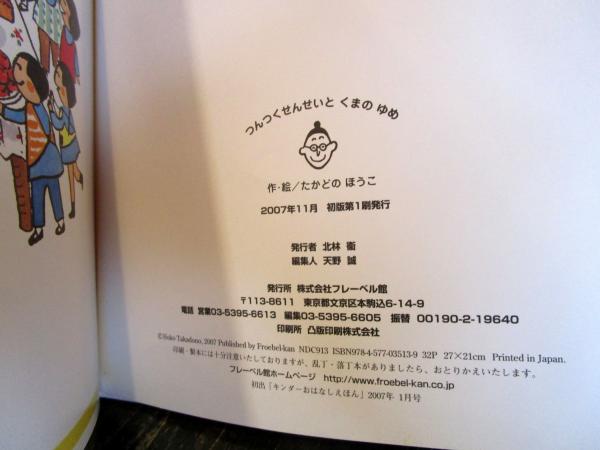 つんつくせんせいと くまの ゆめ
作・絵／たかどの ほうこ
2007年11月　初版第1刷発行
発行者　北林 衞
編集人　天野 誠
発行所　株式会社フレーベル館
〒113-8611　東京都文京区本駒込6-14-9
電話　営業03-5395-6613　編集03-5395-6605　振替　00190-2-19640
印刷所　凸版印刷株式会社
©Hoko Takadono, 2007 Published by Froebel-kan　NDC913　ISBN978-4-577-03513-9　32P　27×21cm　Printed in Japan.
印刷・製本には十分注意いたしておりますが、乱丁・落丁本がありましたら、おとりかえいたします。
フレーベル館ホームページ　http://www.froebel-kan.co.jp
初出「キンダーおはなしえほん」2007年 1月号